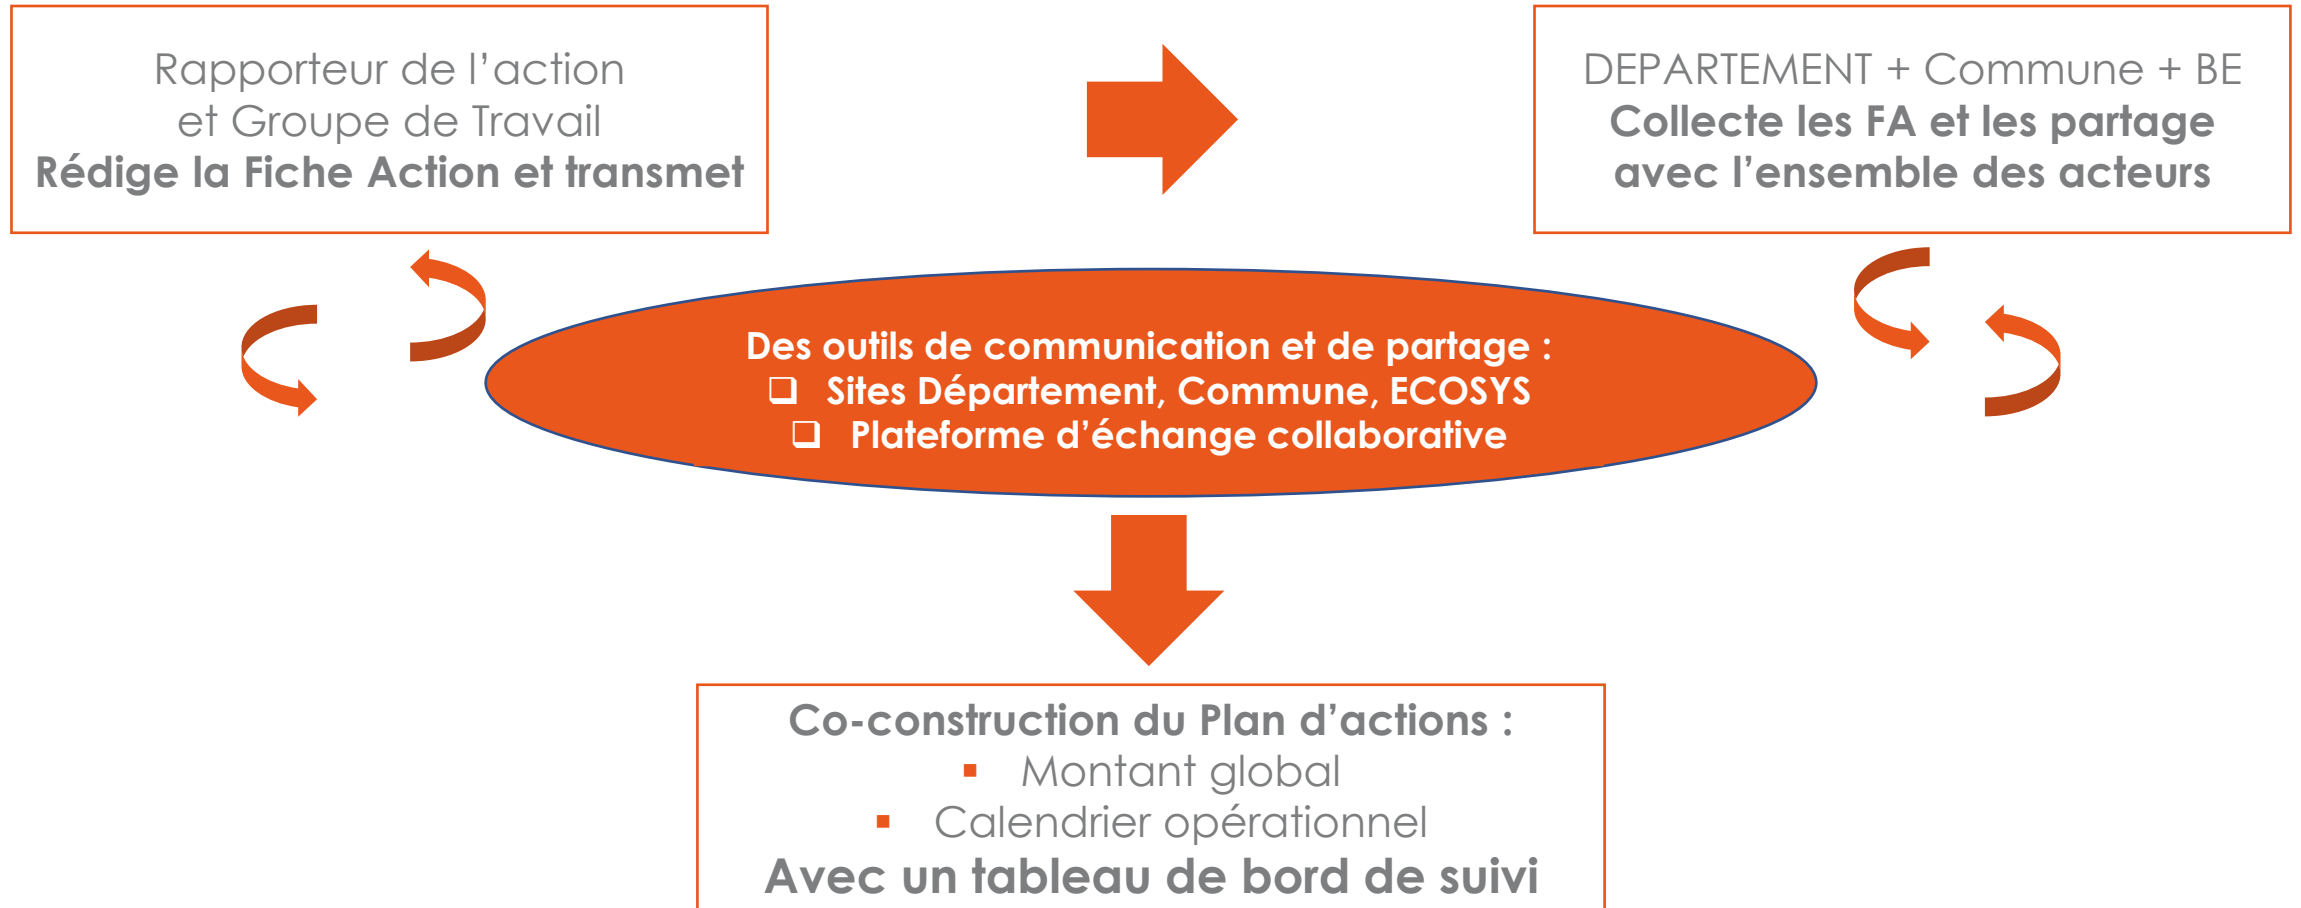 Rapporteur de l’action
et Groupe de Travail
Rédige la Fiche Action et transmet
DEPARTEMENT + Commune + BE
Collecte les FA et les partage
avec l’ensemble des acteurs
Des outils de communication et de partage :
❑ Sites Département, Commune, ECOSYS
❑ Plateforme d’échange collaborative
Co-construction du Plan d’actions :
▪ Montant global
▪ Calendrier opérationnel
Avec un tableau de bord de suivi